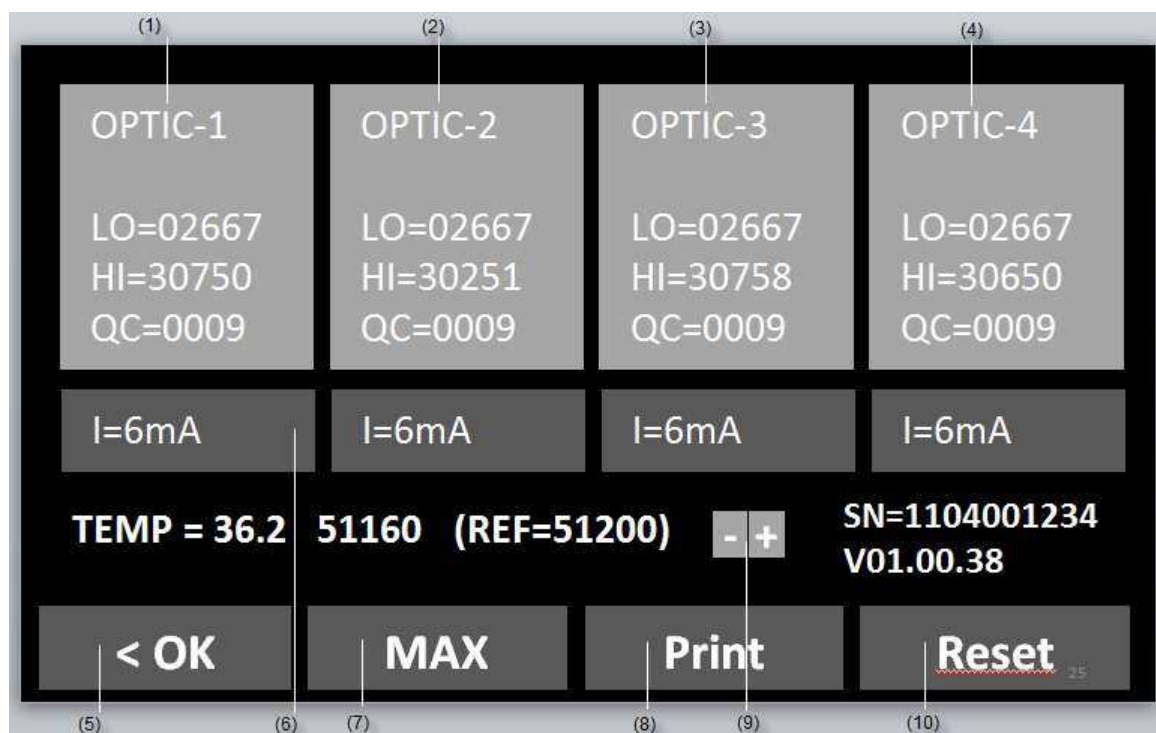 (1) (2) (3) (4)
OPTIC-1 OPTIC-2 OPTIC-3 OPTIC-4
LO=02667 LO=02667 LO=02667 LO=02667
HI=30750 HI=30251 HI=30758 HI=30650
QC=0009 QC=0009 QC=0009 QC=0009
I=6mA I=6mA I=6mA I=6mA
TEMP = 36.2 51160 (REF=51200) - + SN=1104001234
V01.00.38
< OK MAX Print Reset 25
(5) (6) (7) (8) (9) (10)